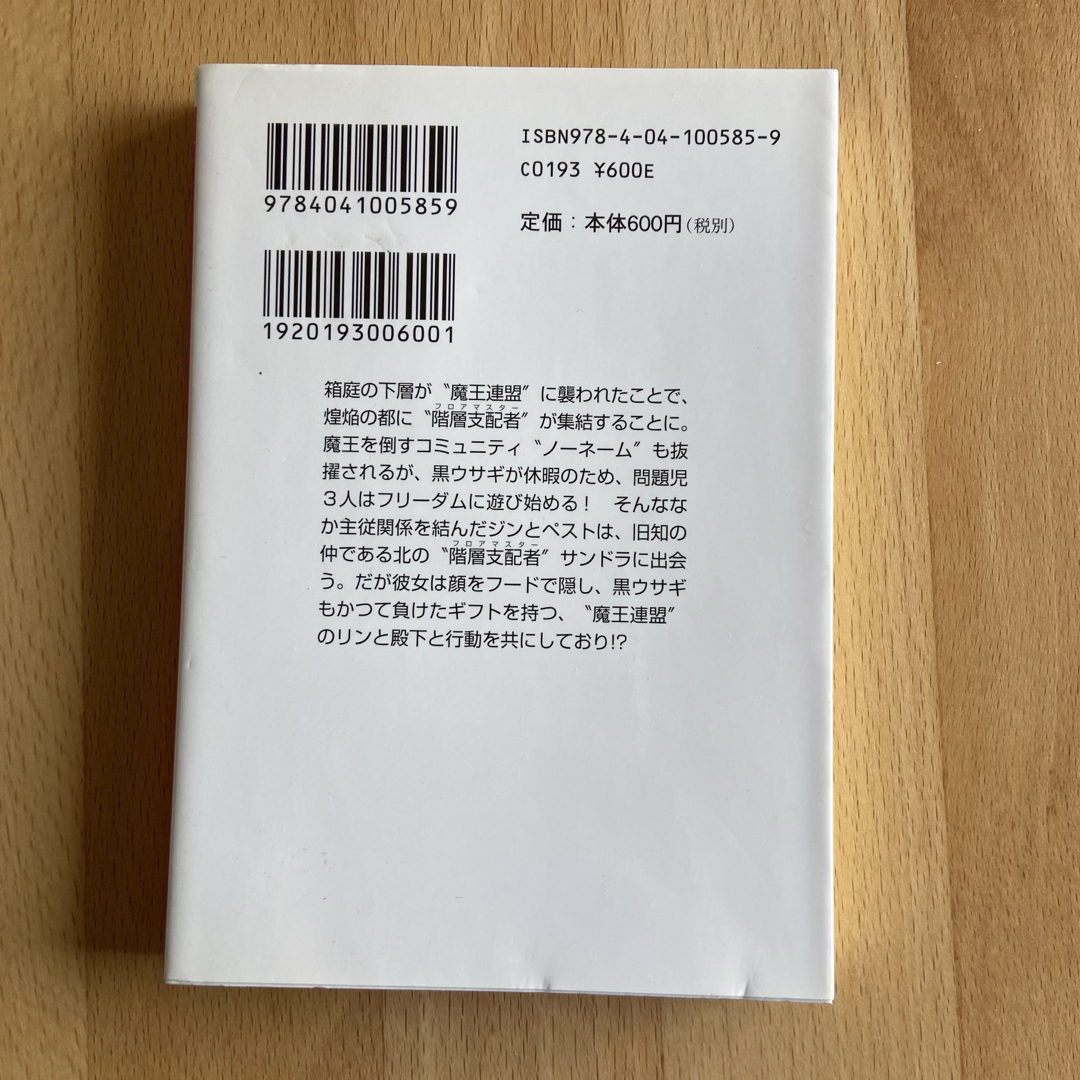 ISBN978-4-04-100585-9
C0193 ¥600E
9784041005859
定価：本体600円（税別）
1920193006001
箱庭の下層が〝魔王連盟〟に襲われたことで、
フロアマスター
煌焔の都に〝階層支配者〟が集結することに。
魔王を倒すコミュニティ〝ノーネーム〟も抜
擢されるが、黒ウサギが休暇のため、問題児
３人はフリーダムに遊び始める！　そんなな
か主従関係を結んだジンとペストは、旧知の
フロアマスター
仲である北の〝階層支配者〟サンドラに出会
う。だが彼女は顔をフードで隠し、黒ウサギ
もかつて負けたギフトを持つ、〝魔王連盟〟
のリンと殿下と行動を共にしており!?